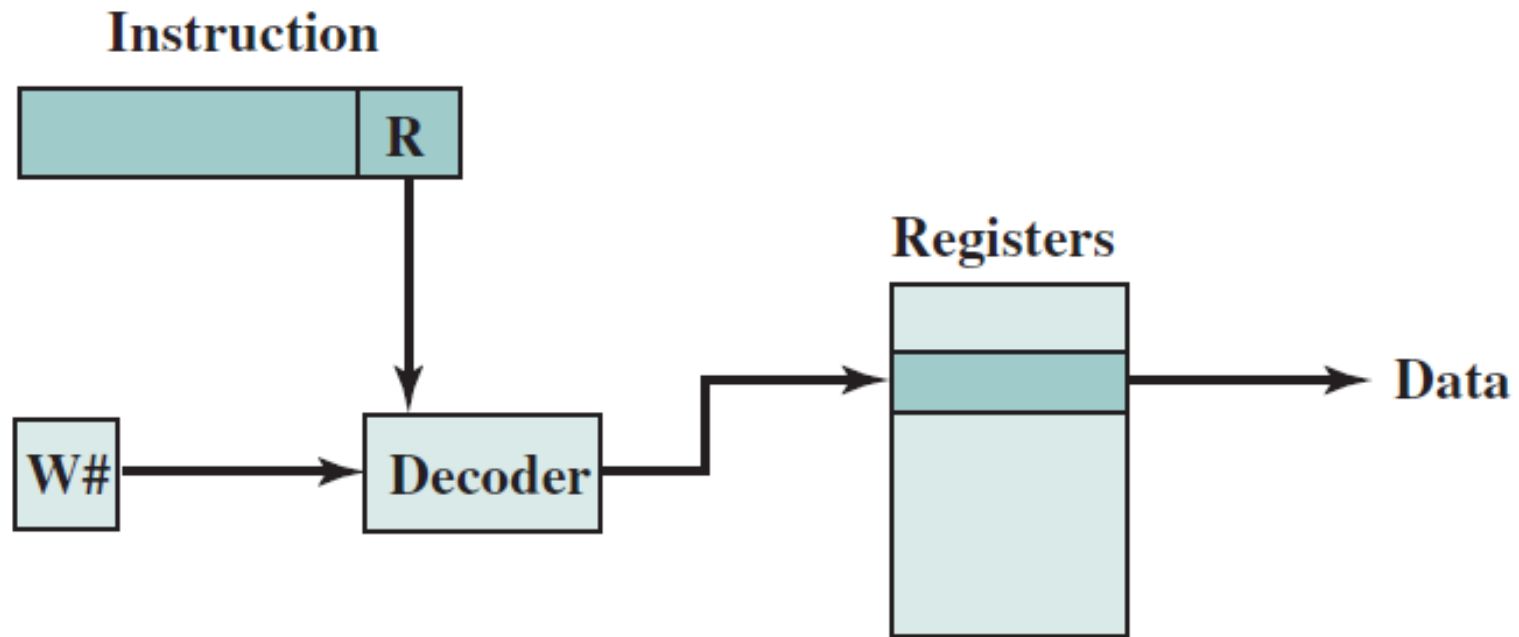 Instruction
R
Registers
Data
W#
Decoder